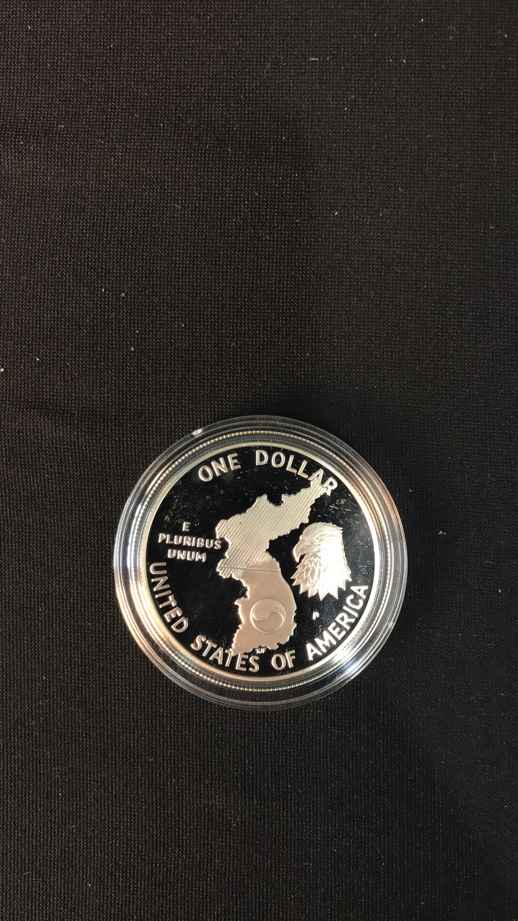 ONE DOLLAR
E
PLURIBUS
UNUM
P
UNITED STATES OF AMERICA